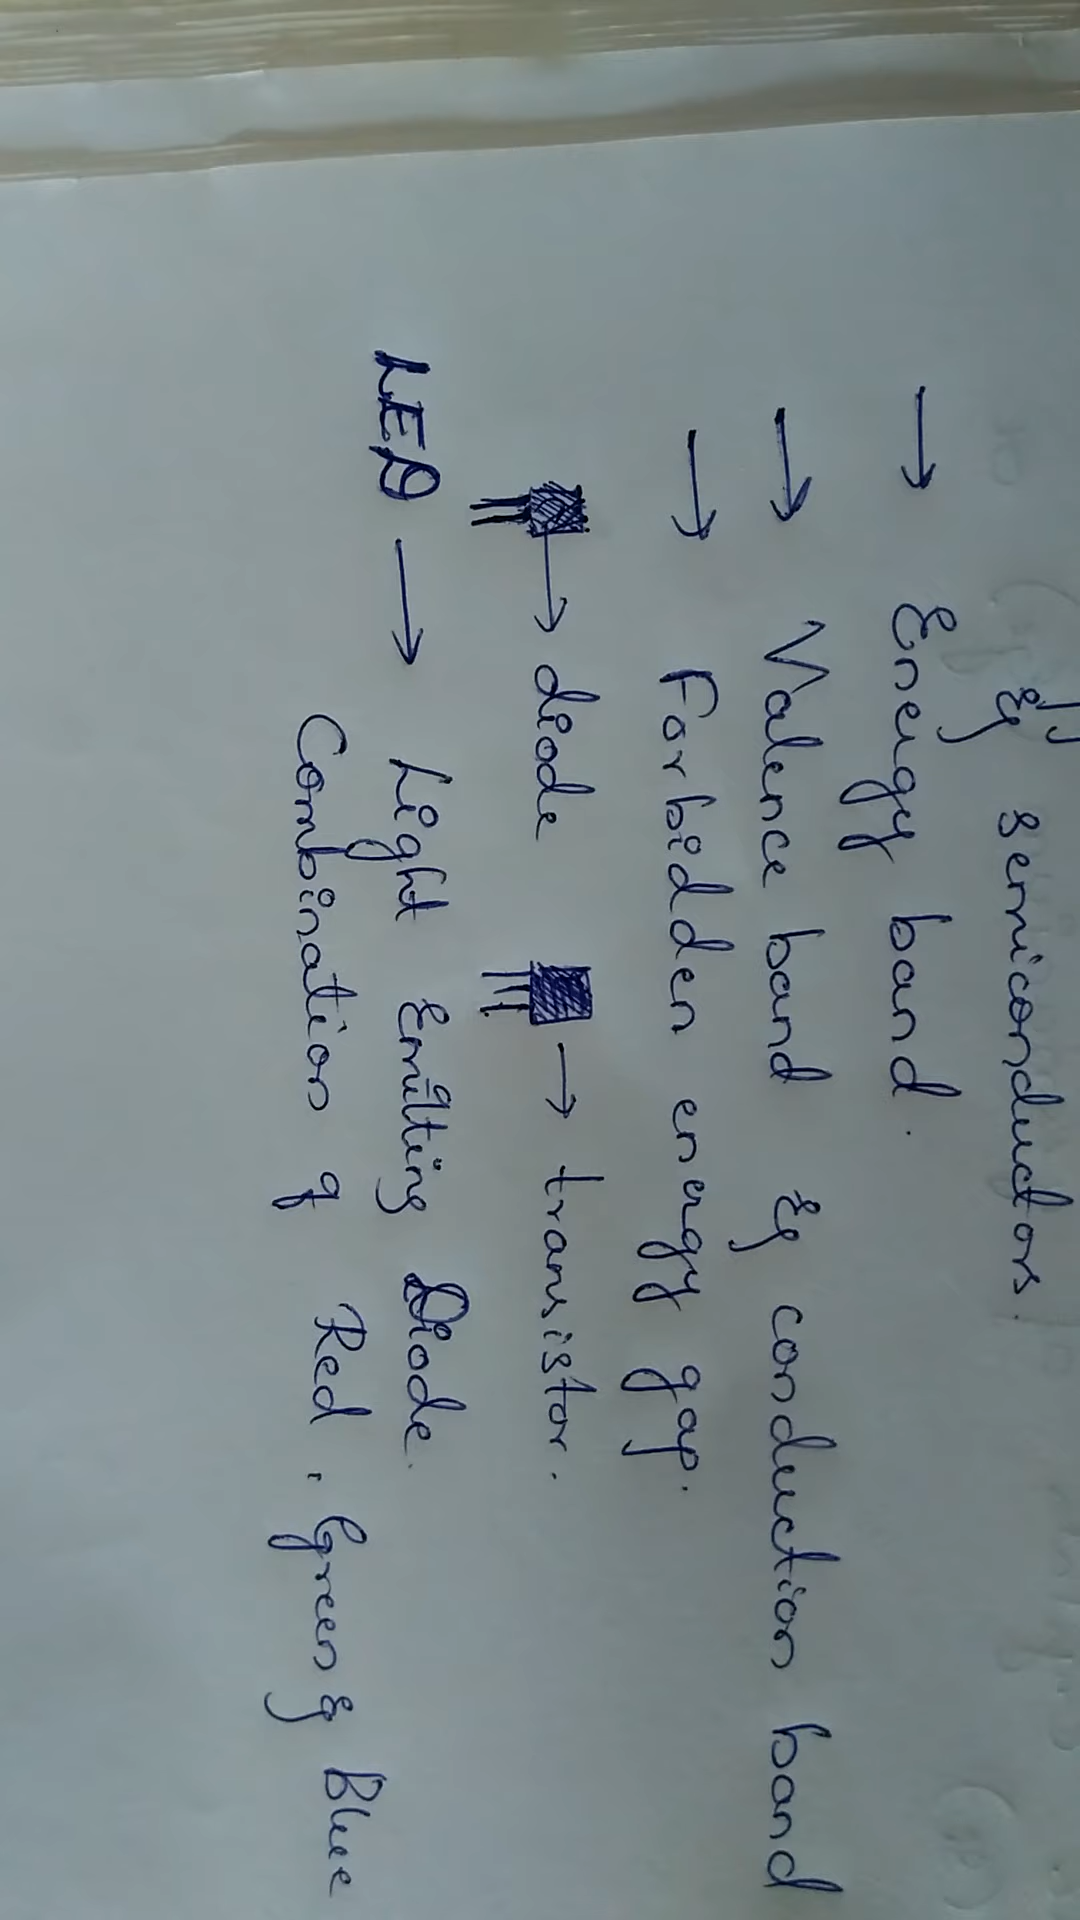 & semiconductors.
→ Energy band.
→ Valence band & conduction band
→ Forbidden energy gap.
→ diode → transistor.
LED → Light Emitting Diode.
Combination of Red, Green & Blue